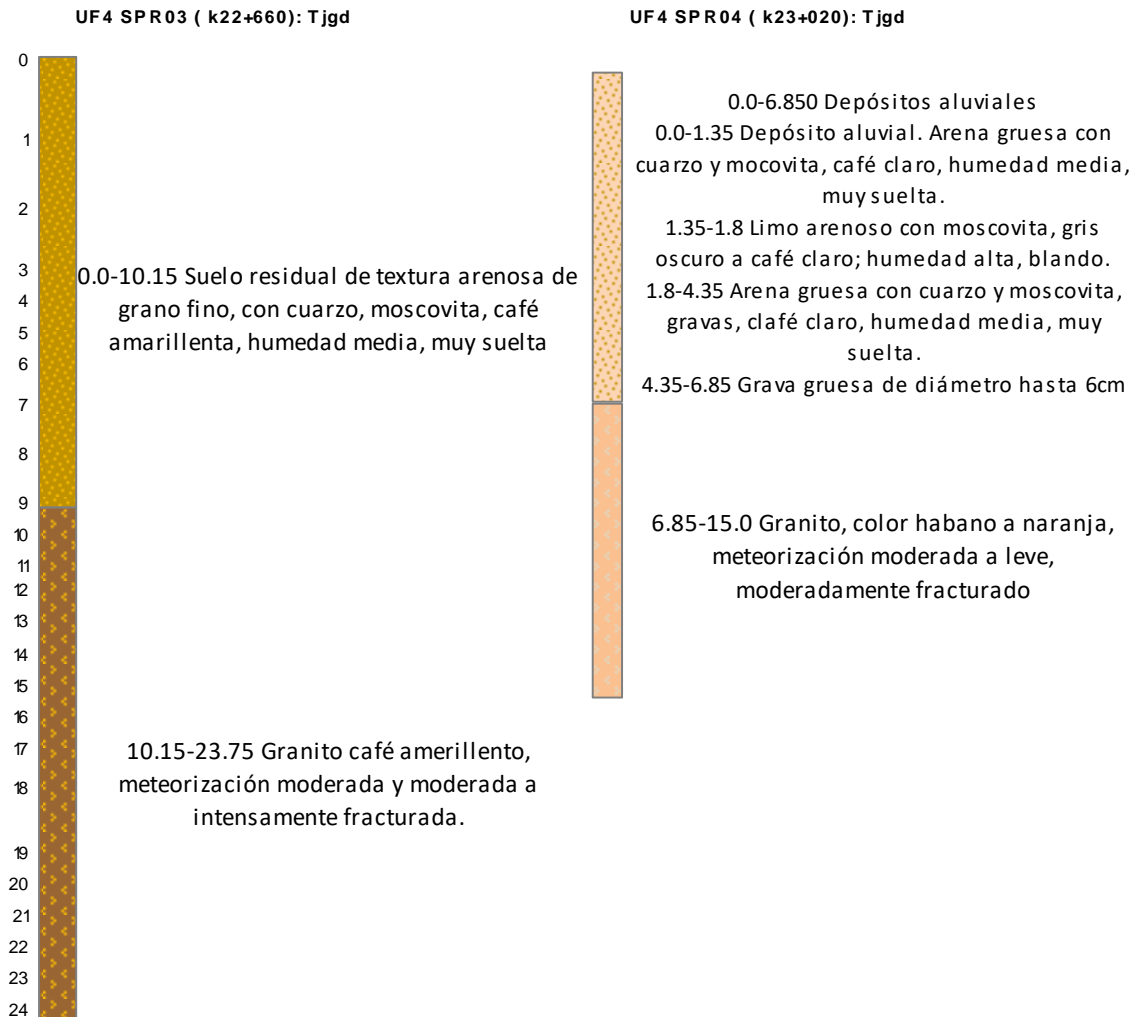 UF4 SPR03 ( k22+660): Tjgd
0
1
2
3
4
5
6
7
8
9
10
11
12
13
14
15
16
17
18
19
20
21
22
23
24
0.0-10.15 Suelo residual de textura arenosa de
grano fino, con cuarzo, moscovita, café
amarillenta, humedad media, muy suelta
10.15-23.75 Granito café amerillento,
meteorización moderada y moderada a
intensamente fracturada.
UF4 SPR04 ( k23+020): Tjgd
0.0-6.850 Depósitos aluviales
0.0-1.35 Depósito aluvial. Arena gruesa con
cuarzo y mocovita, café claro, humedad media,
muy suelta.
1.35-1.8 Limo arenoso con moscovita, gris
oscuro a café claro; humedad alta, blando.
1.8-4.35 Arena gruesa con cuarzo y moscovita,
gravas, clafé claro, humedad media, muy
suelta.
4.35-6.85 Grava gruesa de diámetro hasta 6cm
6.85-15.0 Granito, color habano a naranja,
meteorización moderada a leve,
moderadamente fracturado